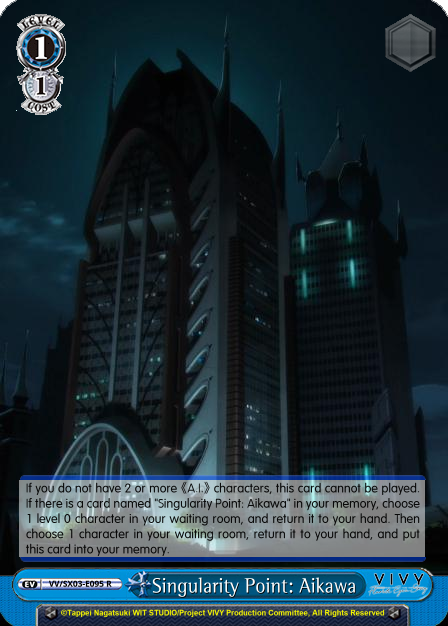 LEVEL
1
1
COST
If you do not have 2 or more 《A.I.》 characters, this card cannot be played.
If there is a card named "Singularity Point: Aikawa" in your memory, choose
1 level 0 character in your waiting room, and return it to your hand. Then
choose 1 character in your waiting room, return it to your hand, and put
this card into your memory.
EV VV/SX03-E095 R Singularity Point: Aikawa VIVY
©Tappei Nagatsuki WIT STUDIO/Project VIVY Production Committee, All Rights Reserved